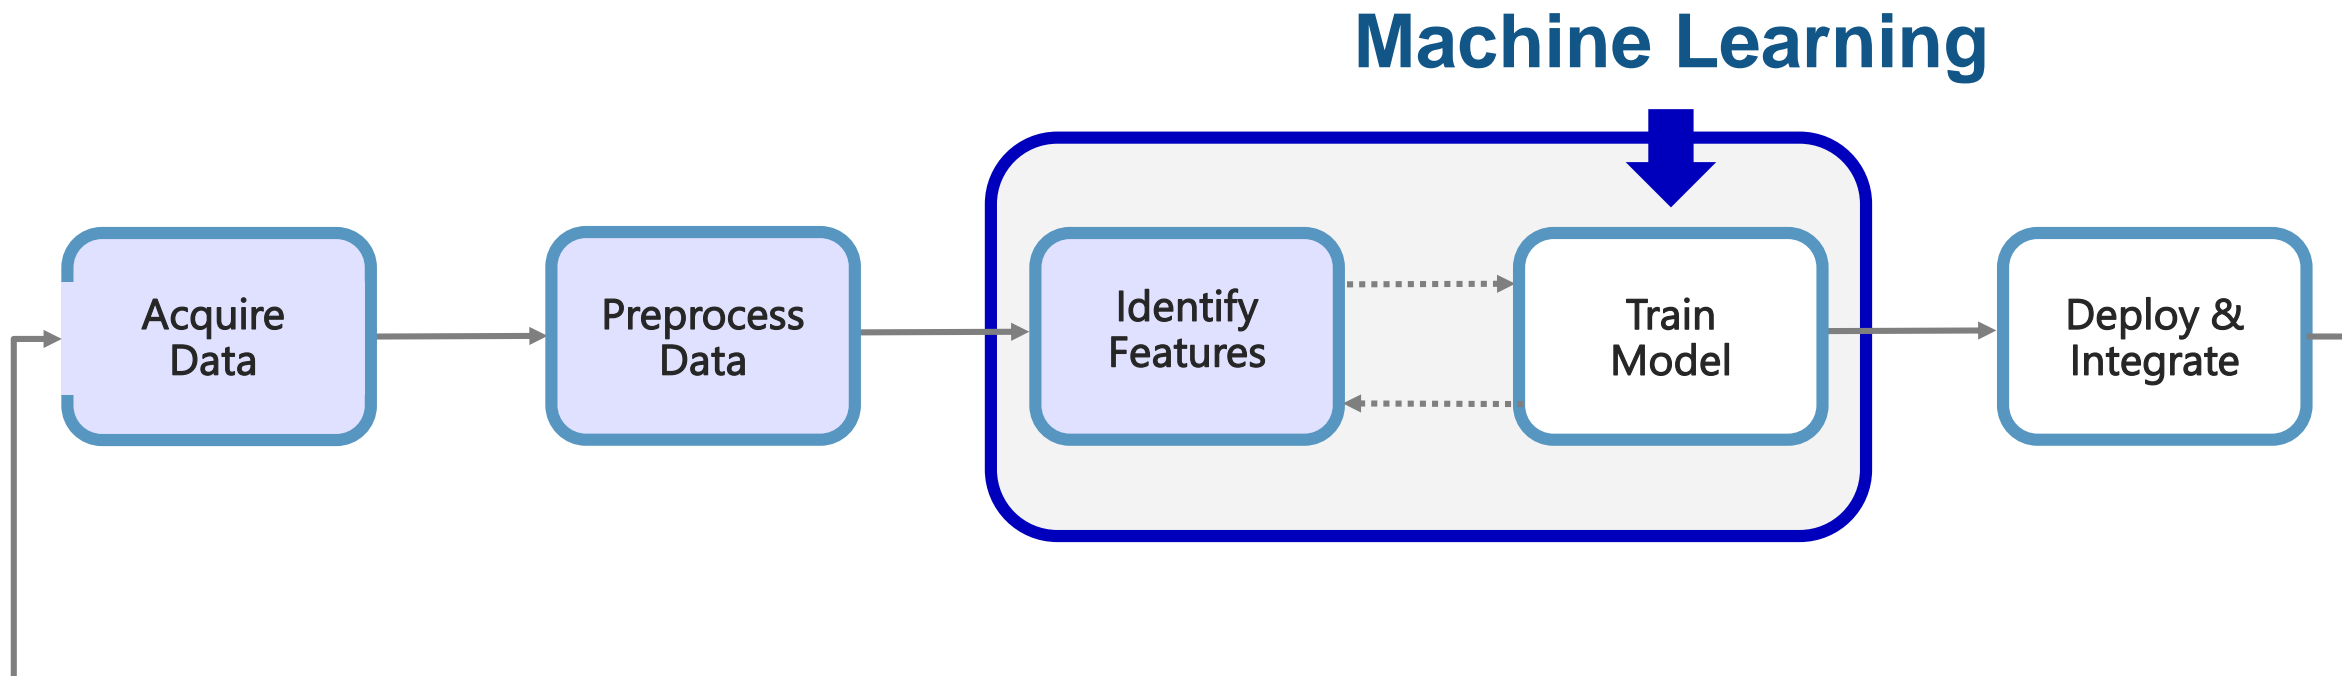 Machine Learning
Acquire
Data
Preprocess
Data
Identify
Features
Train
Model
Deploy &
Integrate